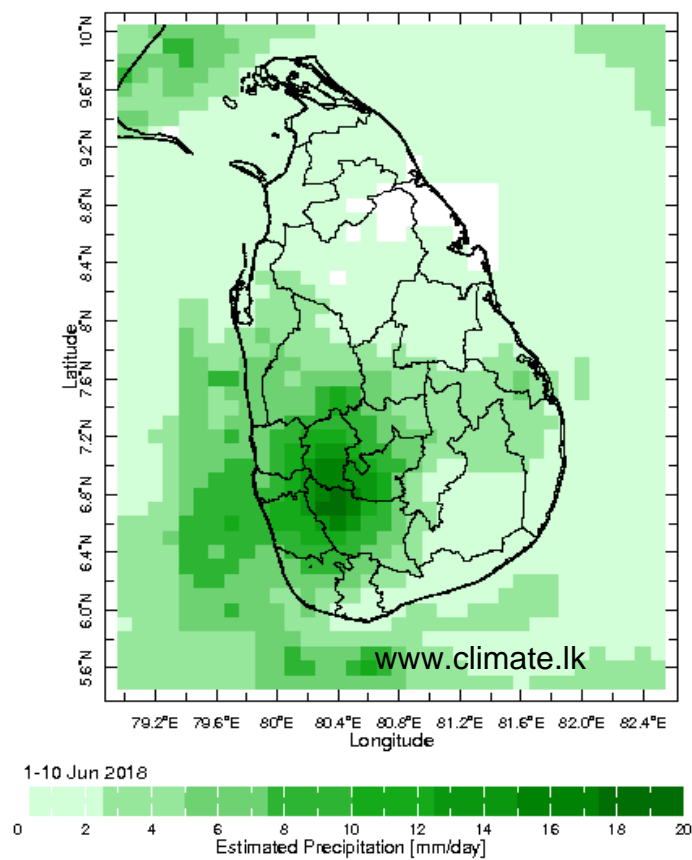 10°N
9.6°N
9.2°N
8.8°N
8.4°N
8°N
7.6°N
7.2°N
6.8°N
6.4°N
6.0°N
5.6°N
Latitude
www.climate.lk
79.2°E 79.6°E 80°E 80.4°E 80.8°E 81.2°E 81.6°E 82.0°E 82.4°E
Longitude
1-10 Jun 2018
0 2 4 6 8 10 12 14 16 18 20
Estimated Precipitation [mm/day]